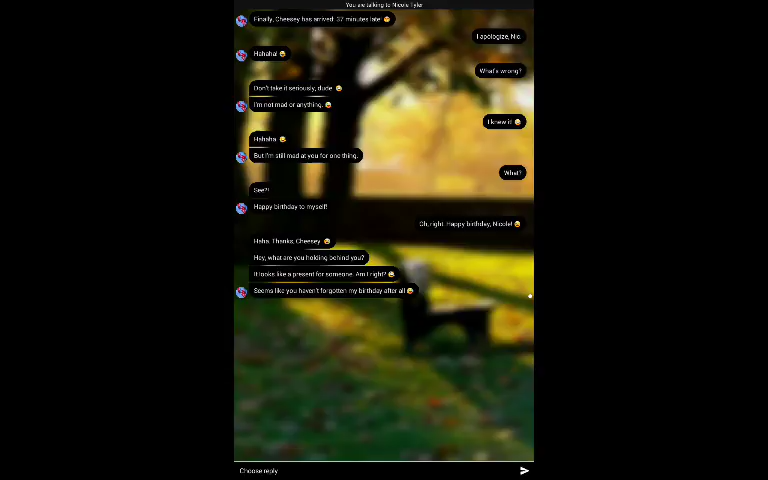 You are talking to Nicole Tyler
Finally, Cheesey has arrived. 37 minutes late.
I apologize, Nic.
Hahaha!
What's wrong?
Don't take it seriously, dude.
I'm not mad or anything.
I knew it!
Hahaha.
But I'm still mad at you for one thing.
What?
See?!
Happy birthday to myself!
Oh, right. Happy birthday, Nicole!
Haha. Thanks, Cheesey.
Hey, what are you holding behind you?
It looks like a present for someone. Am I right?
Seems like you haven't forgotten my birthday after all
Choose reply